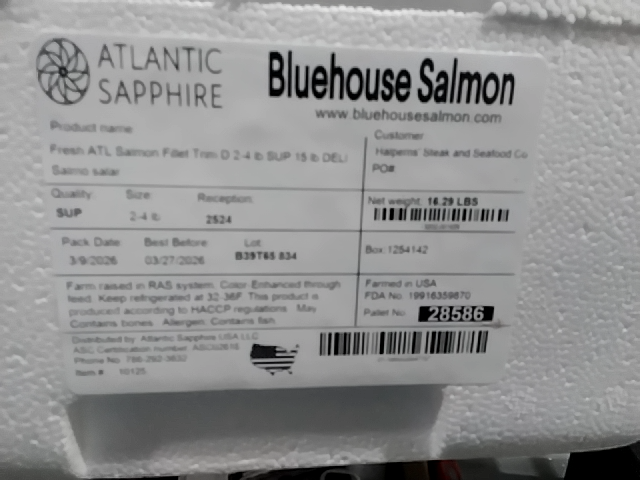 ATLANTIC SAPPHIRE
Bluehouse Salmon
www.bluehousesalmon.com
Product name
Fresh ATL Salmon Fillet Trim D 2-4 lb SUP 15 lb DELI
Salmo salar
Customer
Halperns' Steak and Seafood Co
PO#
Quality: Size: Reception:
SUP 2-4 lb 2524
Net weight: 16.29 LBS
Pack Date: Best Before: Lot:
3/9/2026 03/27/2026 B39T65 834
Box: 1254142
Farm raised in RAS system. Color Enhanced through
feed. Keep refrigerated at 32-36F. This product is
produced according to HACCP regulations. May
Contains bones. Allergen: Contains fish.
Farmed in USA
FDA No: 19916359870
Pallet No: 28586
Distributed by: Atlantic Sapphire USA LLC
ASC Certification number:
Phone No:
Item # 10125